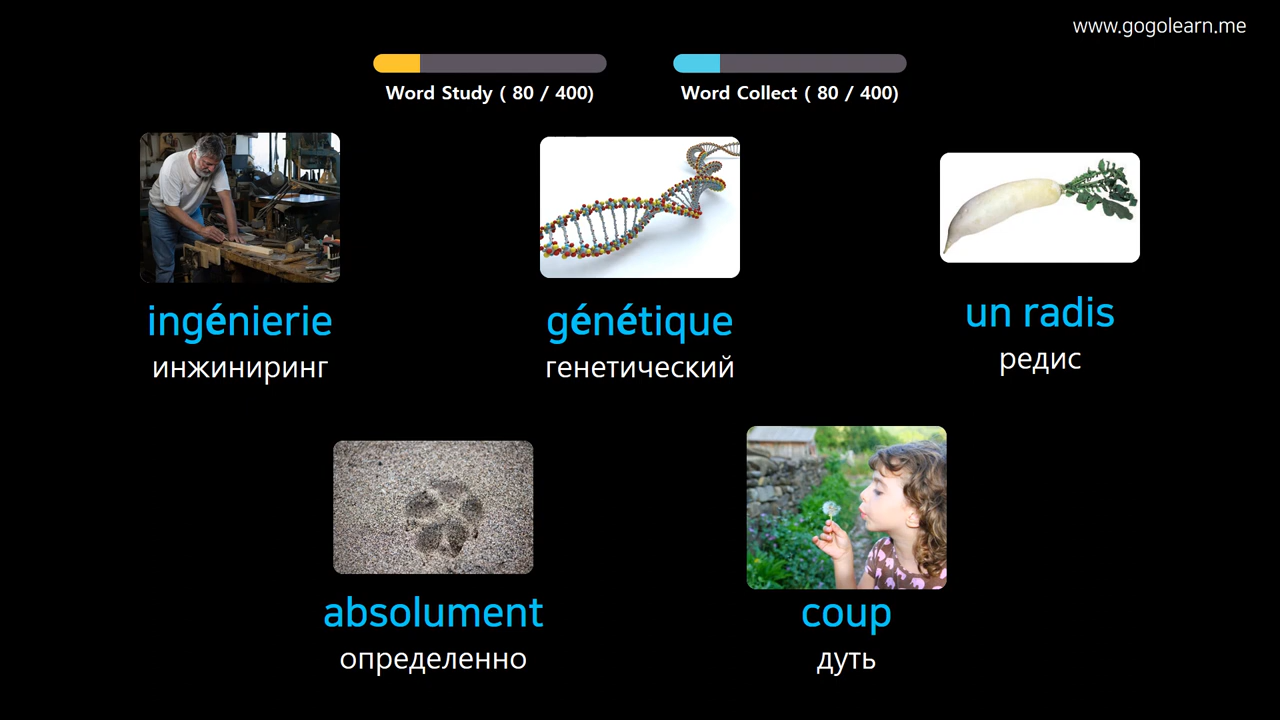 www.gogolearn.me
Word Study ( 80 / 400)
Word Collect ( 80 / 400)
ingénierie
инжиниринг
génétique
генетический
un radis
редис
absolument
определенно
coup
дуть